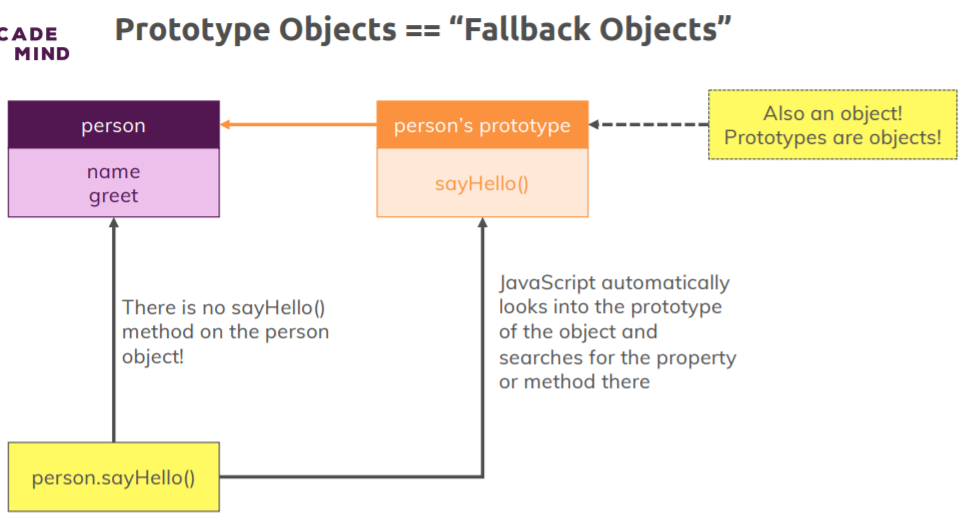 CADE
MIND
Prototype Objects == “Fallback Objects”
person
name
greet
person’s prototype
sayHello()
Also an object!
Prototypes are objects!
There is no sayHello()
method on the person
object!
JavaScript automatically
looks into the prototype
of the object and
searches for the property
or method there
person.sayHello()